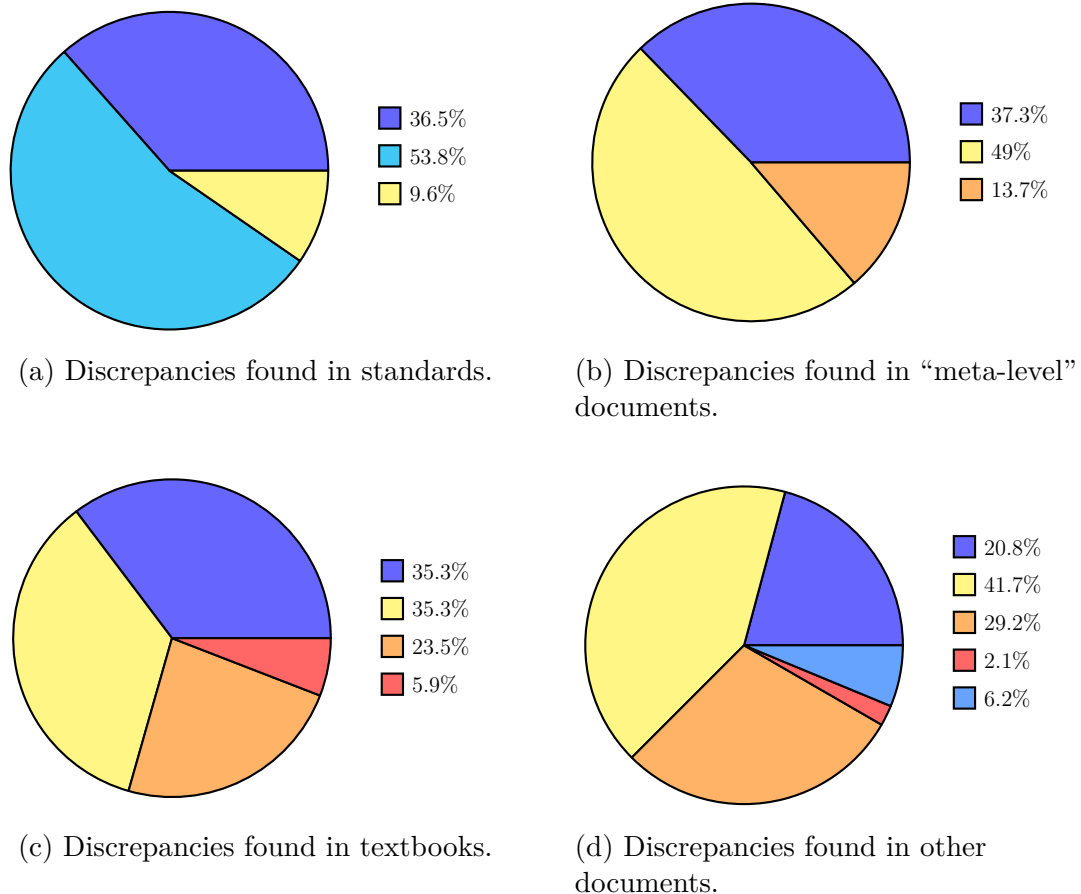 36.5%
53.8%
9.6%
37.3%
49%
13.7%
(a) Discrepancies found in standards.
(b) Discrepancies found in “meta-level”
documents.
35.3%
35.3%
23.5%
5.9%
20.8%
41.7%
29.2%
2.1%
6.2%
(c) Discrepancies found in textbooks.
(d) Discrepancies found in other
documents.